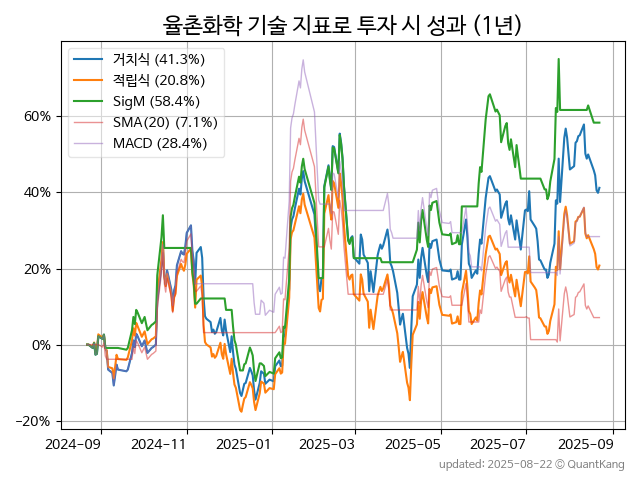 율촌화학 기술 지표로 투자 시 성과 (1년)
거치식 (41.3%)
적립식 (20.8%)
SigM (58.4%)
SMA(20) (7.1%)
MACD (28.4%)
60%
40%
20%
0%
−20%
2024-09 2024-11 2025-01 2025-03 2025-05 2025-07 2025-09
updated: 2025-08-22 © QuantKang